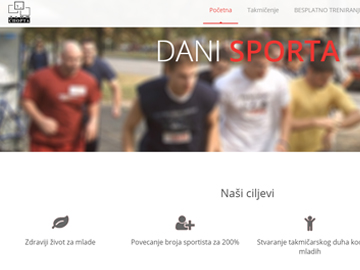 Početna Takmičenje BESPLATNO TRENIRANJ
DANI SPORTA
Naši ciljevi
Zdraviji život za mlade
Povecanje broja sportista za 200%
Stvaranje takmičarskog duha ko
mladih